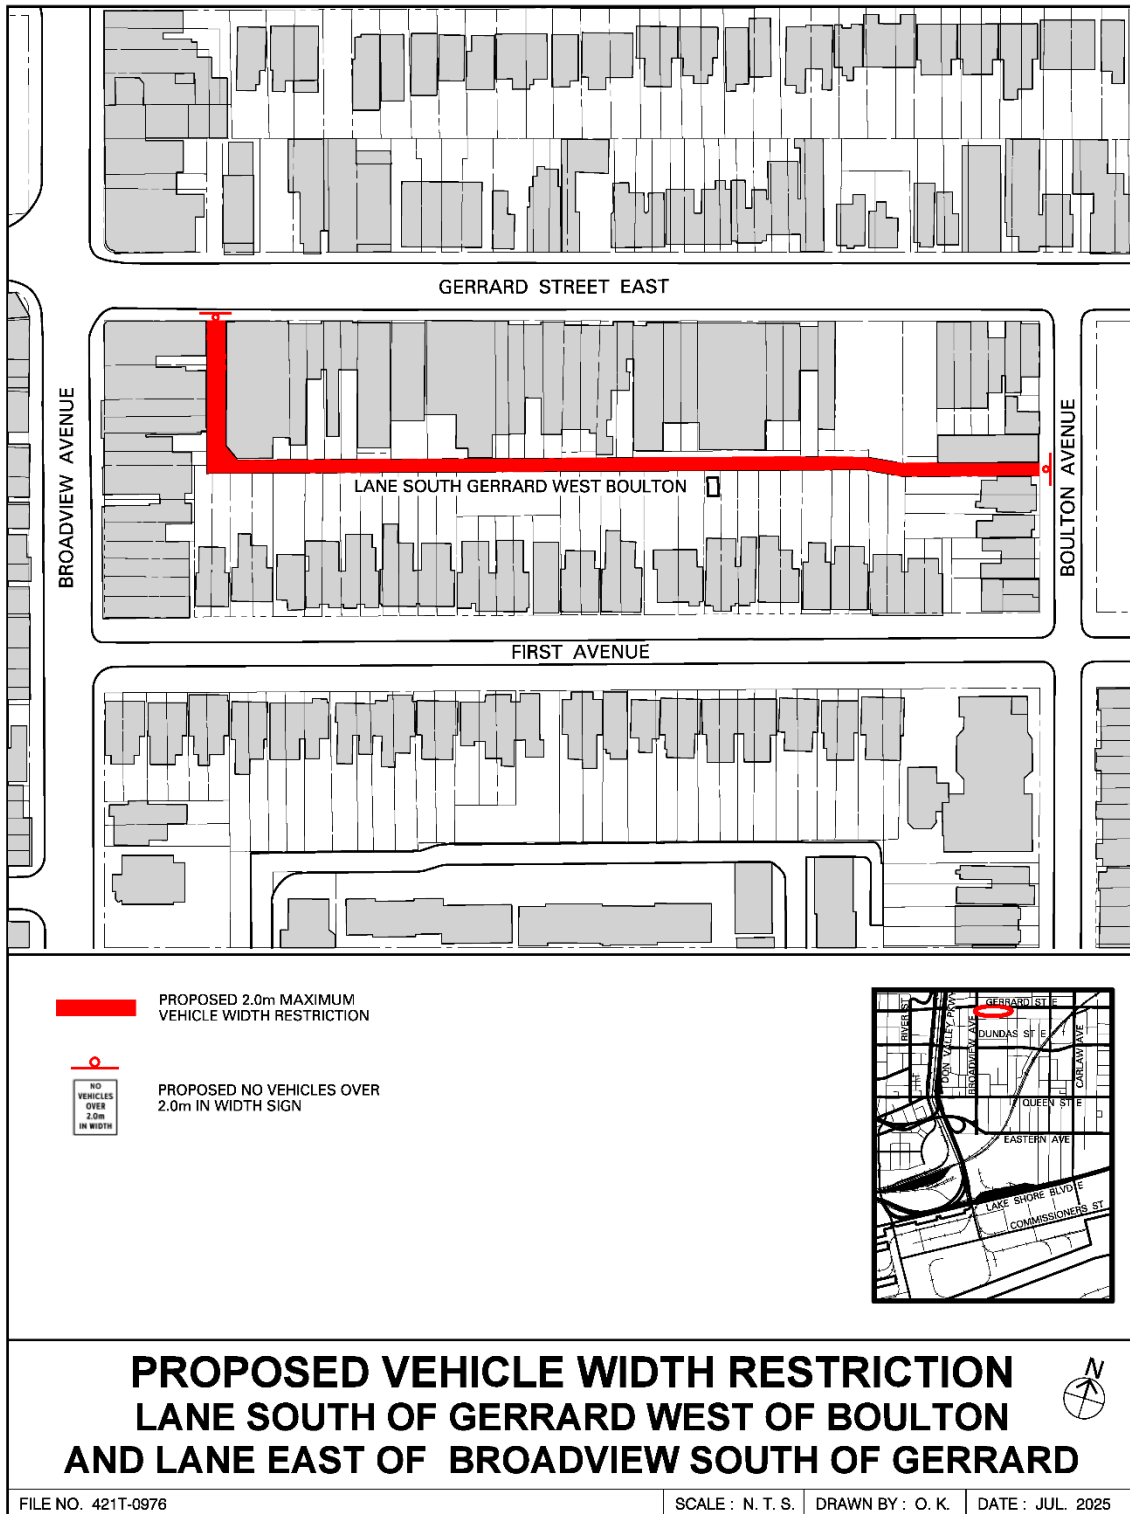 GERRARD STREET EAST
BROADVIEW AVENUE
LANE SOUTH GERRARD WEST BOULTON
BOULTON AVENUE
FIRST AVENUE
PROPOSED 2.0m MAXIMUM
VEHICLE WIDTH RESTRICTION
NO
VEHICLES
OVER
2.0m
IN WIDTH
PROPOSED NO VEHICLES OVER
2.0m IN WIDTH SIGN
RIVER ST
DON VALLEY PKWY
BROADVIEW AVE
GERRARD ST E
DUNDAS ST E
CARLAW AVE
QUEEN ST E
EASTERN AVE
LAKE SHORE BLVD E
COMMISSIONERS ST
PROPOSED VEHICLE WIDTH RESTRICTION
LANE SOUTH OF GERRARD WEST OF BOULTON
AND LANE EAST OF BROADVIEW SOUTH OF GERRARD
N
FILE NO. 421T-0976
SCALE : N. T. S.
DRAWN BY : O. K.
DATE : JUL. 2025